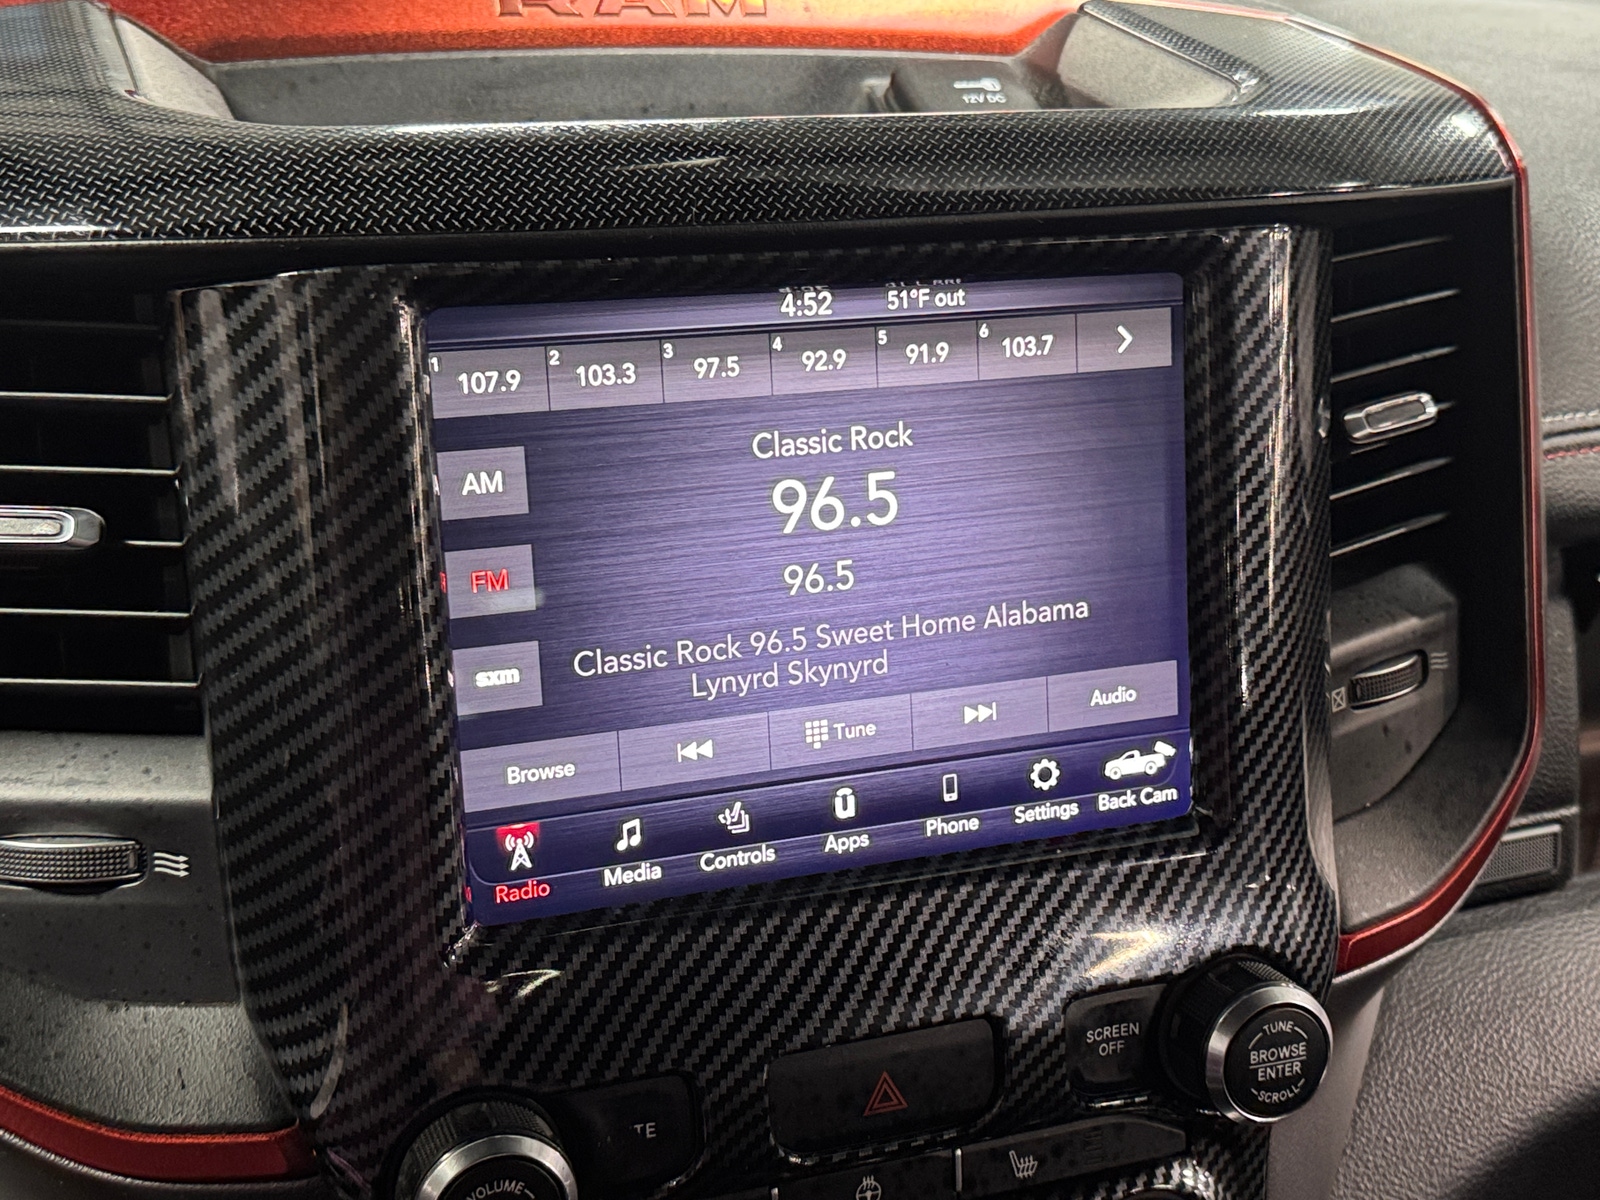 RAM
12V DC
4:52 51°F out
1 107.9 2 103.3 3 97.5 4 92.9 5 91.9 6 103.7
Classic Rock
AM
96.5
FM
96.5
Classic Rock 96.5 Sweet Home Alabama
sxm
Lynyrd Skynyrd
Browse Tune Audio
Radio Media Controls Apps Phone Settings Back Cam
SCREEN
OFF
TUNE
BROWSE
ENTER
SCROLL
VOLUME